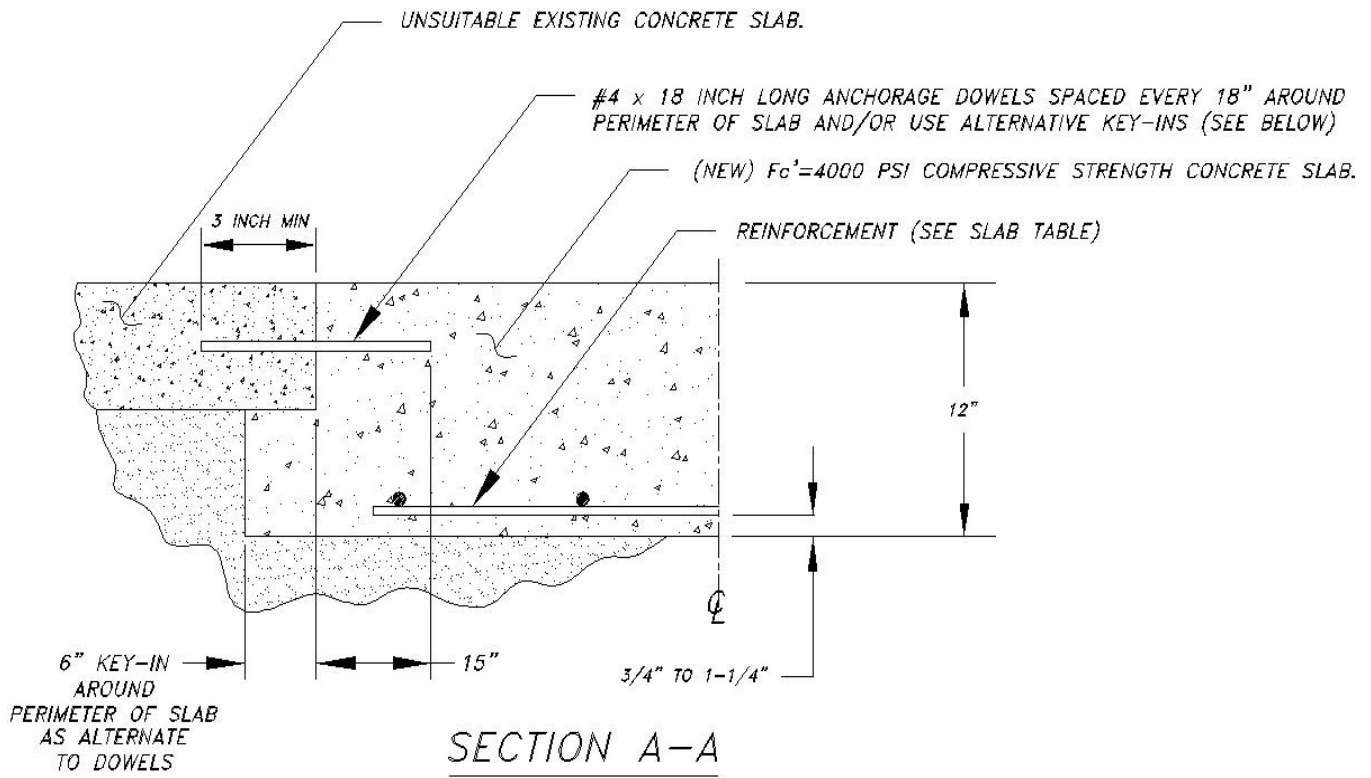 UNSUITABLE EXISTING CONCRETE SLAB.
#4 x 18 INCH LONG ANCHORAGE DOWELS SPACED EVERY 18" AROUND
PERIMETER OF SLAB AND/OR USE ALTERNATIVE KEY-INS (SEE BELOW)
(NEW) Fc'=4000 PSI COMPRESSIVE STRENGTH CONCRETE SLAB.
3 INCH MIN
REINFORCEMENT (SEE SLAB TABLE)
12"
℄
6" KEY-IN
AROUND
PERIMETER OF SLAB
AS ALTERNATE
TO DOWELS
15"
3/4" TO 1-1/4"
SECTION A-A